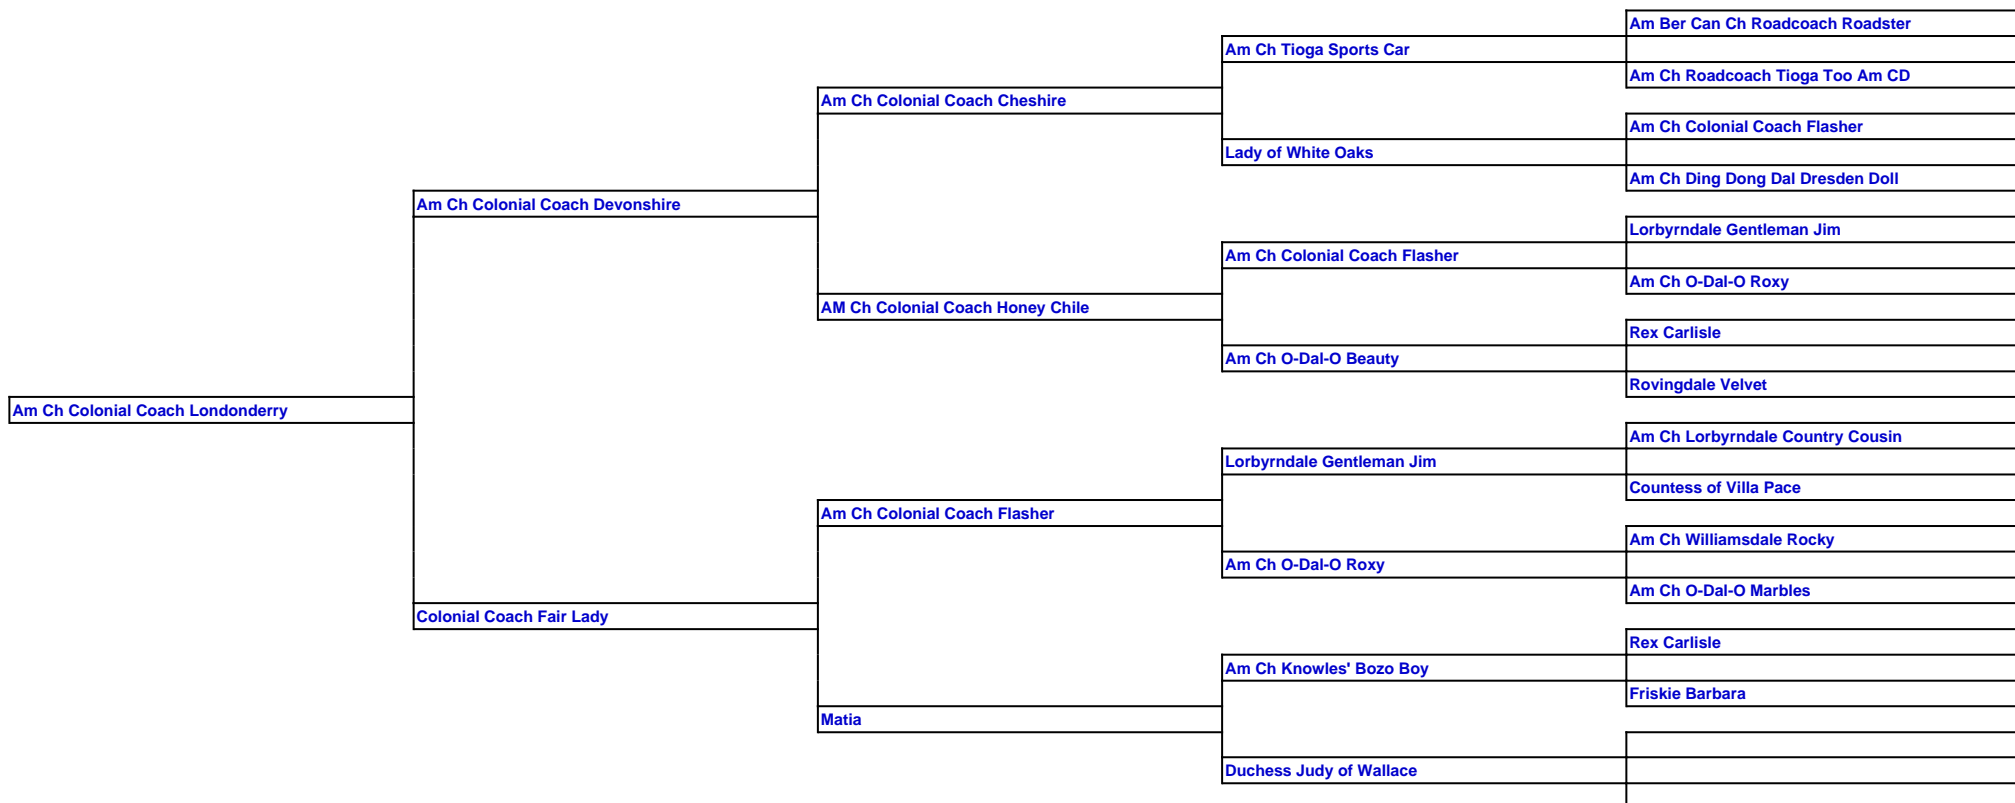 Am Ber Can Ch Roadcoach Roadster
Am Ch Tioga Sports Car
Am Ch Roadcoach Tioga Too Am CD
Am Ch Colonial Coach Cheshire
Am Ch Colonial Coach Flasher
Lady of White Oaks
Am Ch Ding Dong Dal Dresden Doll
Am Ch Colonial Coach Devonshire
Lorbyrndale Gentleman Jim
Am Ch Colonial Coach Flasher
Am Ch O-Dal-O Roxy
AM Ch Colonial Coach Honey Chile
Rex Carlisle
Am Ch O-Dal-O Beauty
Rovingdale Velvet
Am Ch Colonial Coach Londonderry
Am Ch Lorbyrndale Country Cousin
Lorbyrndale Gentleman Jim
Countess of Villa Pace
Am Ch Colonial Coach Flasher
Am Ch Williamsdale Rocky
Am Ch O-Dal-O Roxy
Am Ch O-Dal-O Marbles
Colonial Coach Fair Lady
Rex Carlisle
Am Ch Knowles' Bozo Boy
Friskie Barbara
Matia
Duchess Judy of Wallace